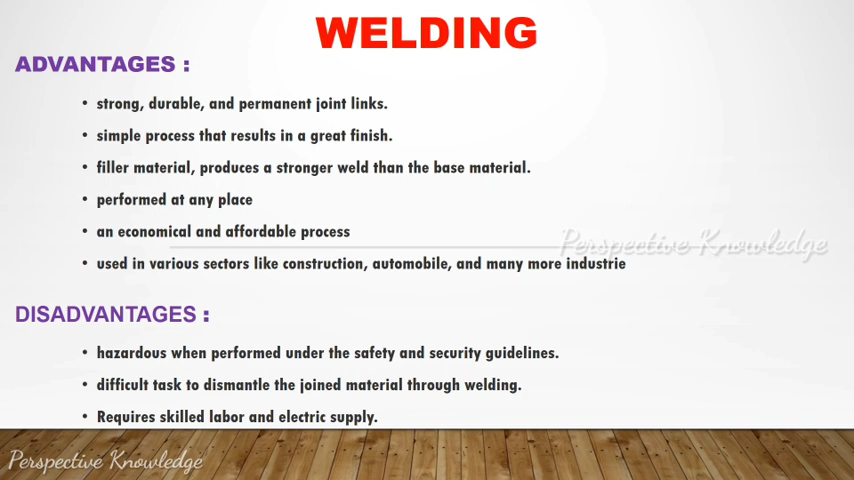 WELDING
ADVANTAGES :
• strong, durable, and permanent joint links.
• simple process that results in a great finish.
• filler material, produces a stronger weld than the base material.
• performed at any place
• an economical and affordable process
Perspective Knowledge
• used in various sectors like construction, automobile, and many more industrie
DISADVANTAGES :
• hazardous when performed under the safety and security guidelines.
• difficult task to dismantle the joined material through welding.
• Requires skilled labor and electric supply.
Perspective Knowledge